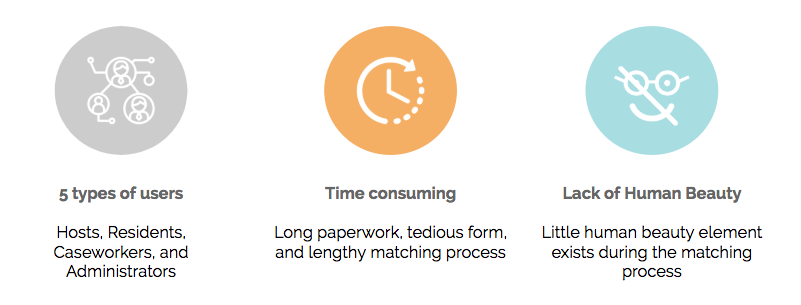 5 types of users
Hosts, Residents,
Caseworkers, and
Administrators
Time consuming
Long paperwork, tedious form,
and lengthy matching process
Lack of Human Beauty
Little human beauty element
exists during the matching
process